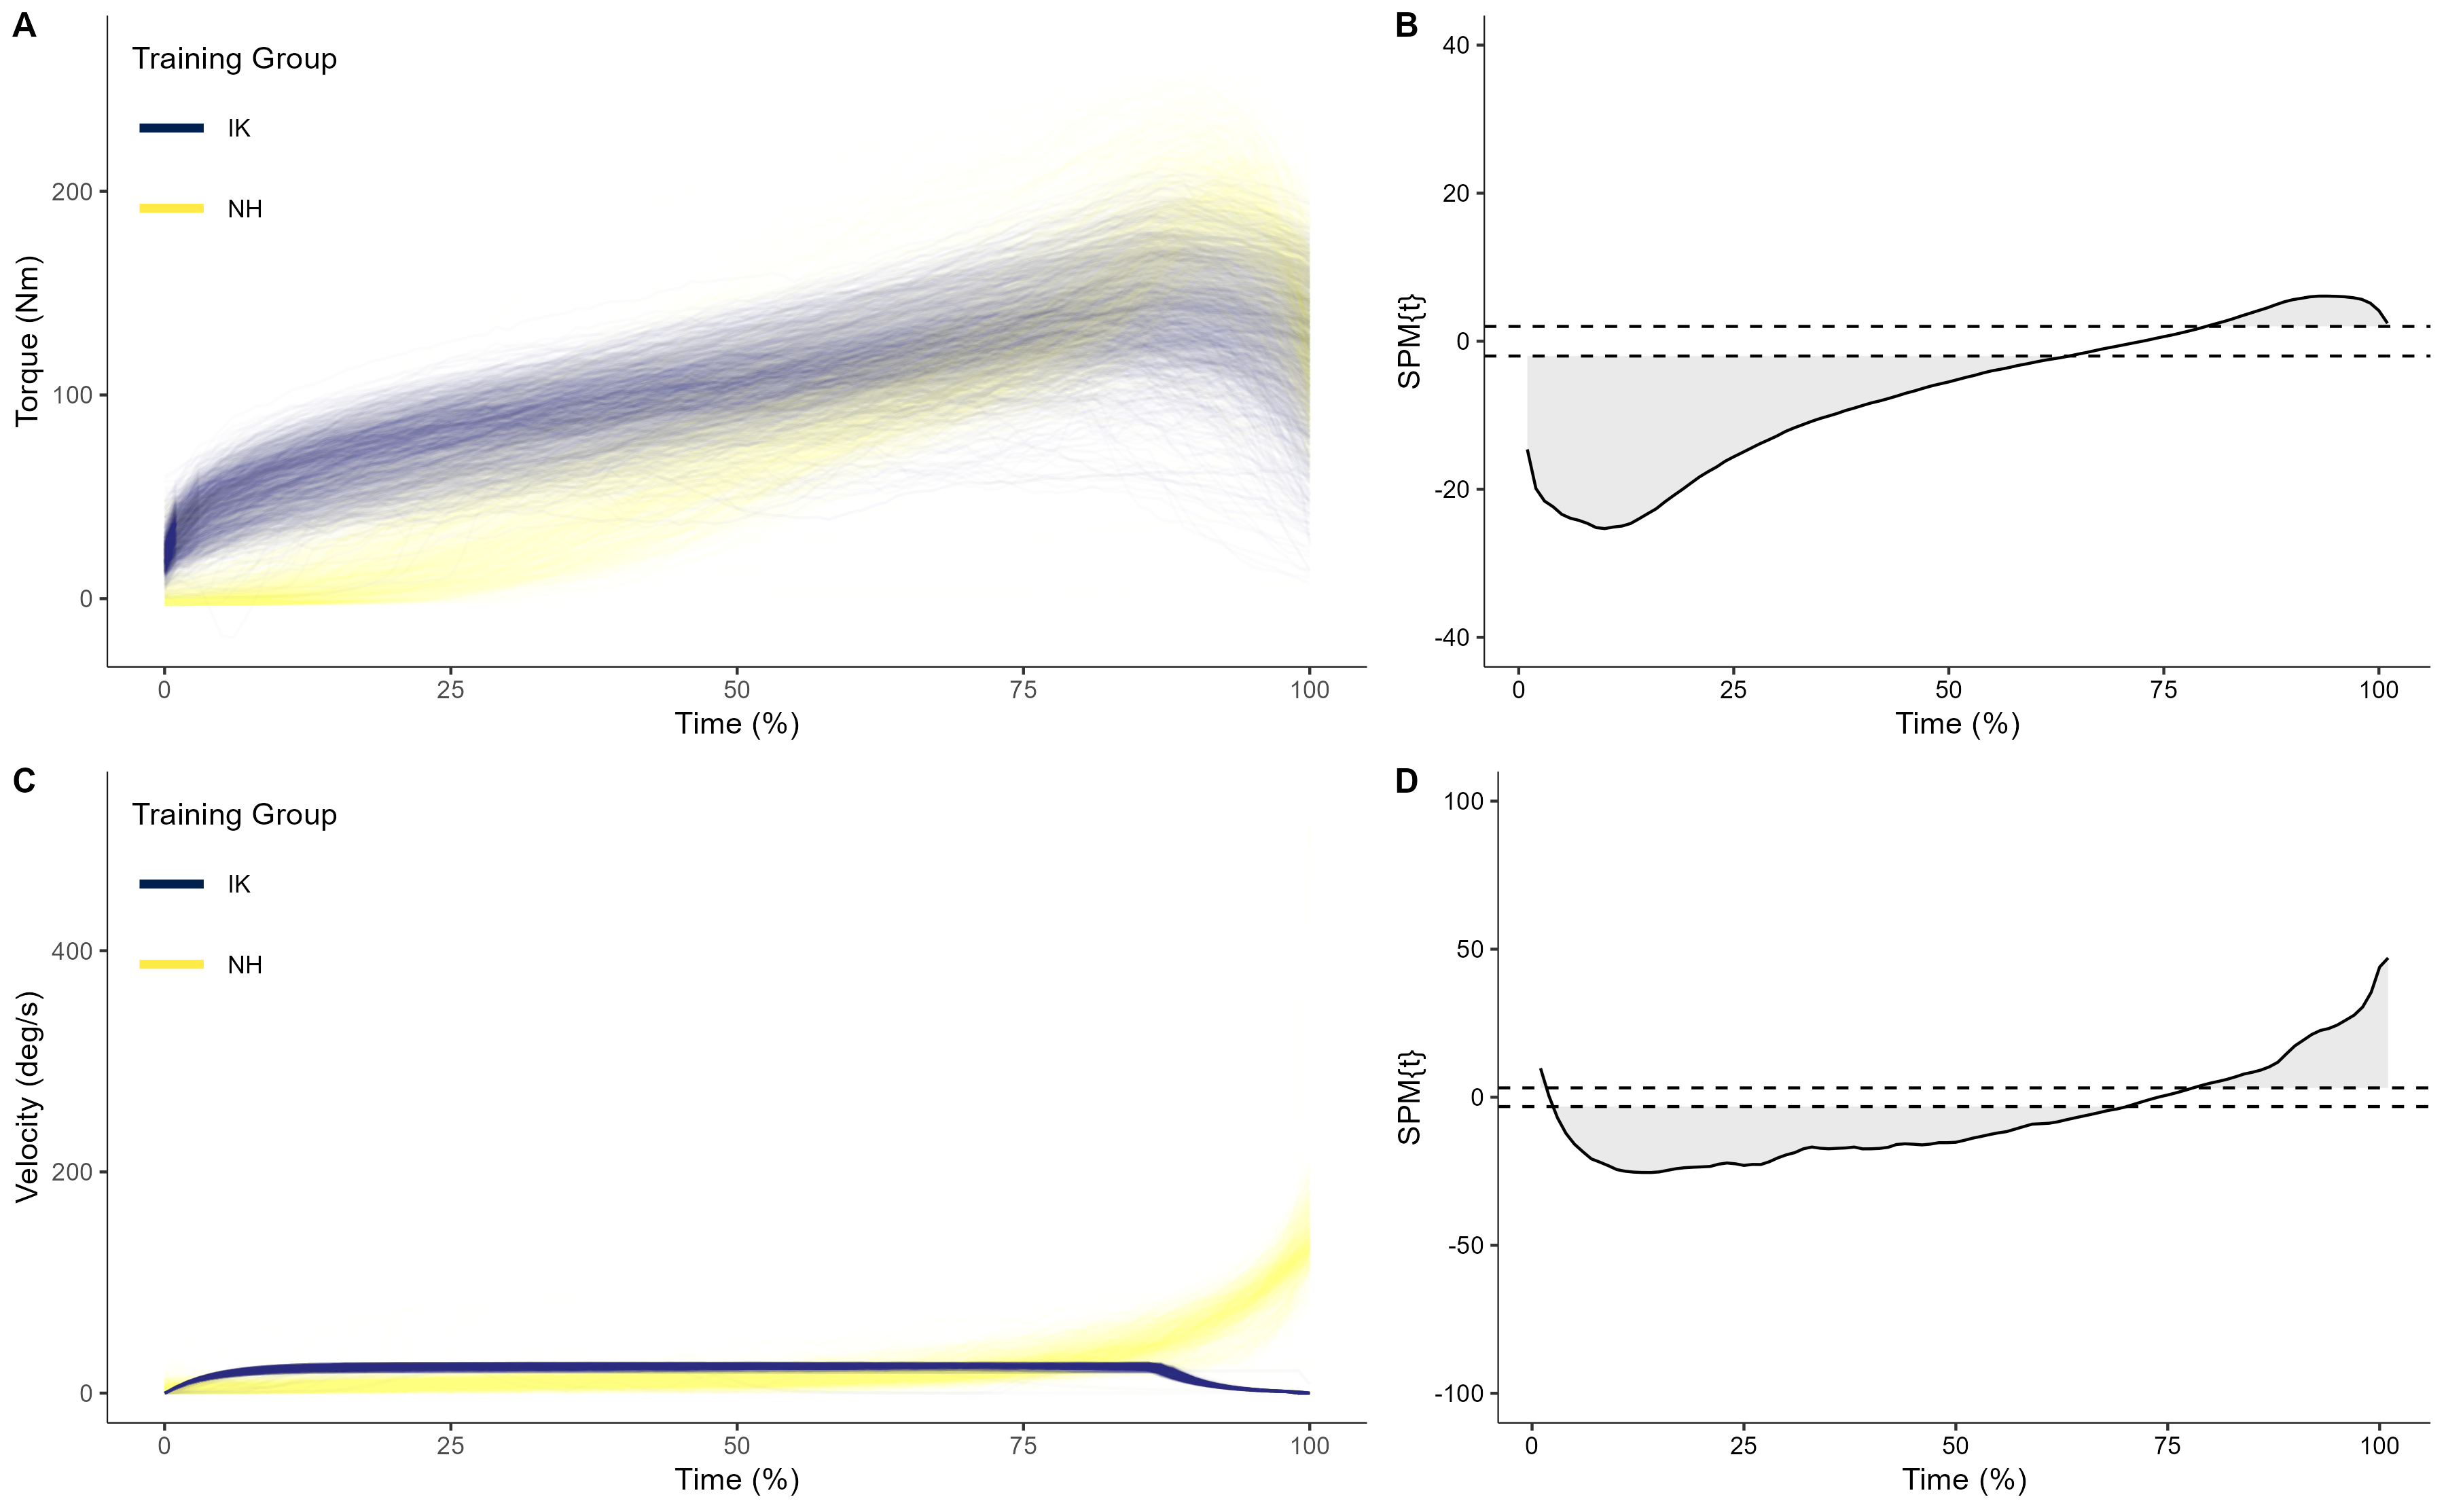 A
Training Group
IK
NH
Torque (Nm)
200
100
0
0 25 50 75 100
Time (%)
B
SPM{t}
40
20
0
-20
-40
0 25 50 75 100
Time (%)
C
Training Group
IK
NH
Velocity (deg/s)
400
200
0
0 25 50 75 100
Time (%)
D
SPM{t}
100
50
0
-50
-100
0 25 50 75 100
Time (%)